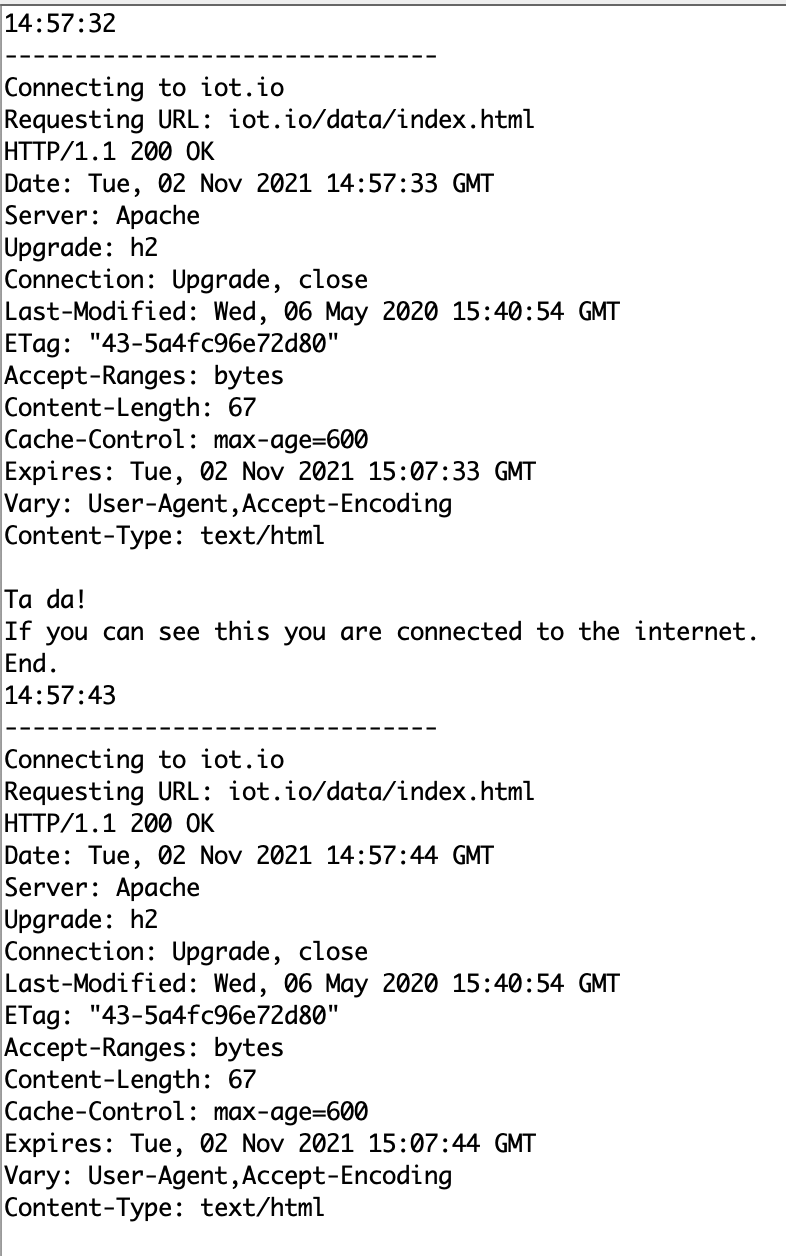 14:57:32
-------------------------------
Connecting to iot.io
Requesting URL: iot.io/data/index.html
HTTP/1.1 200 OK
Date: Tue, 02 Nov 2021 14:57:33 GMT
Server: Apache
Upgrade: h2
Connection: Upgrade, close
Last-Modified: Wed, 06 May 2020 15:40:54 GMT
ETag: "43-5a4fc96e72d80"
Accept-Ranges: bytes
Content-Length: 67
Cache-Control: max-age=600
Expires: Tue, 02 Nov 2021 15:07:33 GMT
Vary: User-Agent,Accept-Encoding
Content-Type: text/html

Ta da!
If you can see this you are connected to the internet.
End.
14:57:43
-------------------------------
Connecting to iot.io
Requesting URL: iot.io/data/index.html
HTTP/1.1 200 OK
Date: Tue, 02 Nov 2021 14:57:44 GMT
Server: Apache
Upgrade: h2
Connection: Upgrade, close
Last-Modified: Wed, 06 May 2020 15:40:54 GMT
ETag: "43-5a4fc96e72d80"
Accept-Ranges: bytes
Content-Length: 67
Cache-Control: max-age=600
Expires: Tue, 02 Nov 2021 15:07:44 GMT
Vary: User-Agent,Accept-Encoding
Content-Type: text/html